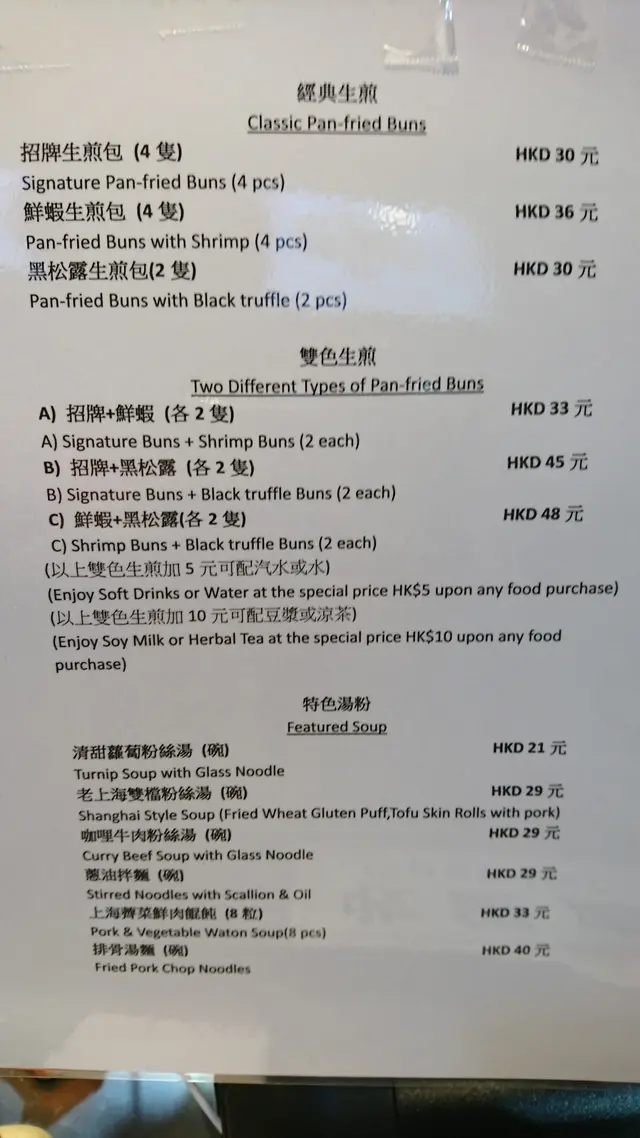 經典生煎
Classic Pan-fried Buns
招牌生煎包 (4 隻) HKD 30 元
Signature Pan-fried Buns (4 pcs)
鮮蝦生煎包 (4 隻) HKD 36 元
Pan-fried Buns with Shrimp (4 pcs)
黑松露生煎包(2 隻) HKD 30 元
Pan-fried Buns with Black truffle (2 pcs)
雙色生煎
Two Different Types of Pan-fried Buns
A) 招牌+鮮蝦 (各 2 隻) HKD 33 元
A) Signature Buns + Shrimp Buns (2 each)
B) 招牌+黑松露 (各 2 隻) HKD 45 元
B) Signature Buns + Black truffle Buns (2 each)
C) 鮮蝦+黑松露(各 2 隻) HKD 48 元
C) Shrimp Buns + Black truffle Buns (2 each)
(以上雙色生煎加 5 元可配汽水或水)
(Enjoy Soft Drinks or Water at the special price HK$5 upon any food purchase)
(以上雙色生煎加 10 元可配豆漿或涼茶)
(Enjoy Soy Milk or Herbal Tea at the special price HK$10 upon any food
purchase)
特色湯粉
Featured Soup
清甜蘿蔔粉絲湯 (碗) HKD 21 元
Turnip Soup with Glass Noodle
老上海雙檔粉絲湯 (碗) HKD 29 元
Shanghai Style Soup (Fried Wheat Gluten Puff,Tofu Skin Rolls with pork)
咖哩牛肉粉絲湯 (碗) HKD 29 元
Curry Beef Soup with Glass Noodle
蔥油拌麵 (碗) HKD 29 元
Stirred Noodles with Scallion & Oil
上海薺菜鮮肉餛飩 (8 粒) HKD 33 元
Pork & Vegetable Waton Soup(8 pcs)
排骨湯麵 (碗) HKD 40 元
Fried Pork Chop Noodles